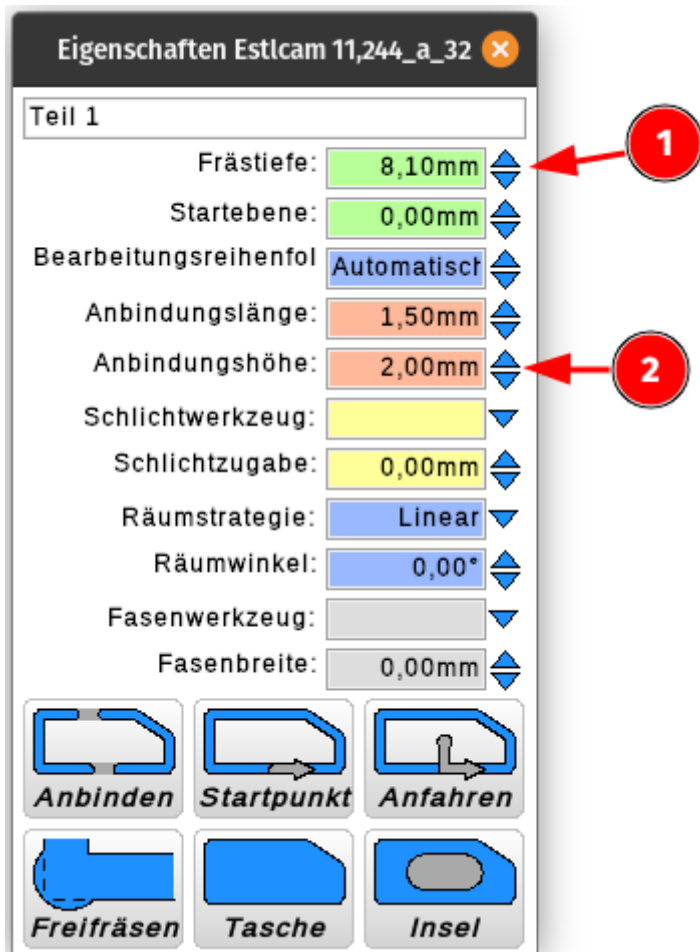 Eigenschaften Estlcam 11,244_a_32
Teil 1
Frästiefe: 8,10mm
1
Startebene: 0,00mm
Bearbeitungsreihenfol Automatisch
Anbindungslänge: 1,50mm
Anbindungshöhe: 2,00mm
2
Schlichtwerkzeug:
Schlichtzugabe: 0,00mm
Räumstrategie: Linear
Räumwinkel: 0,00°
Fasenwerkzeug:
Fasenbreite: 0,00mm
Anbinden Startpunkt Anfahren
Freifräsen Tasche Insel